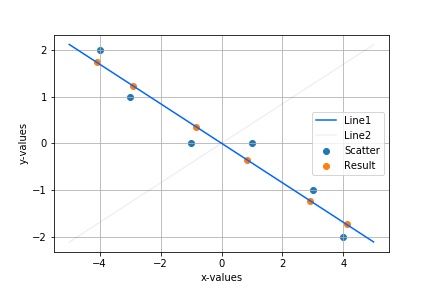 2
1
0
−1
−2
y-values
−4
−2
0
2
4
x-values
Line1
Line2
Scatter
Result